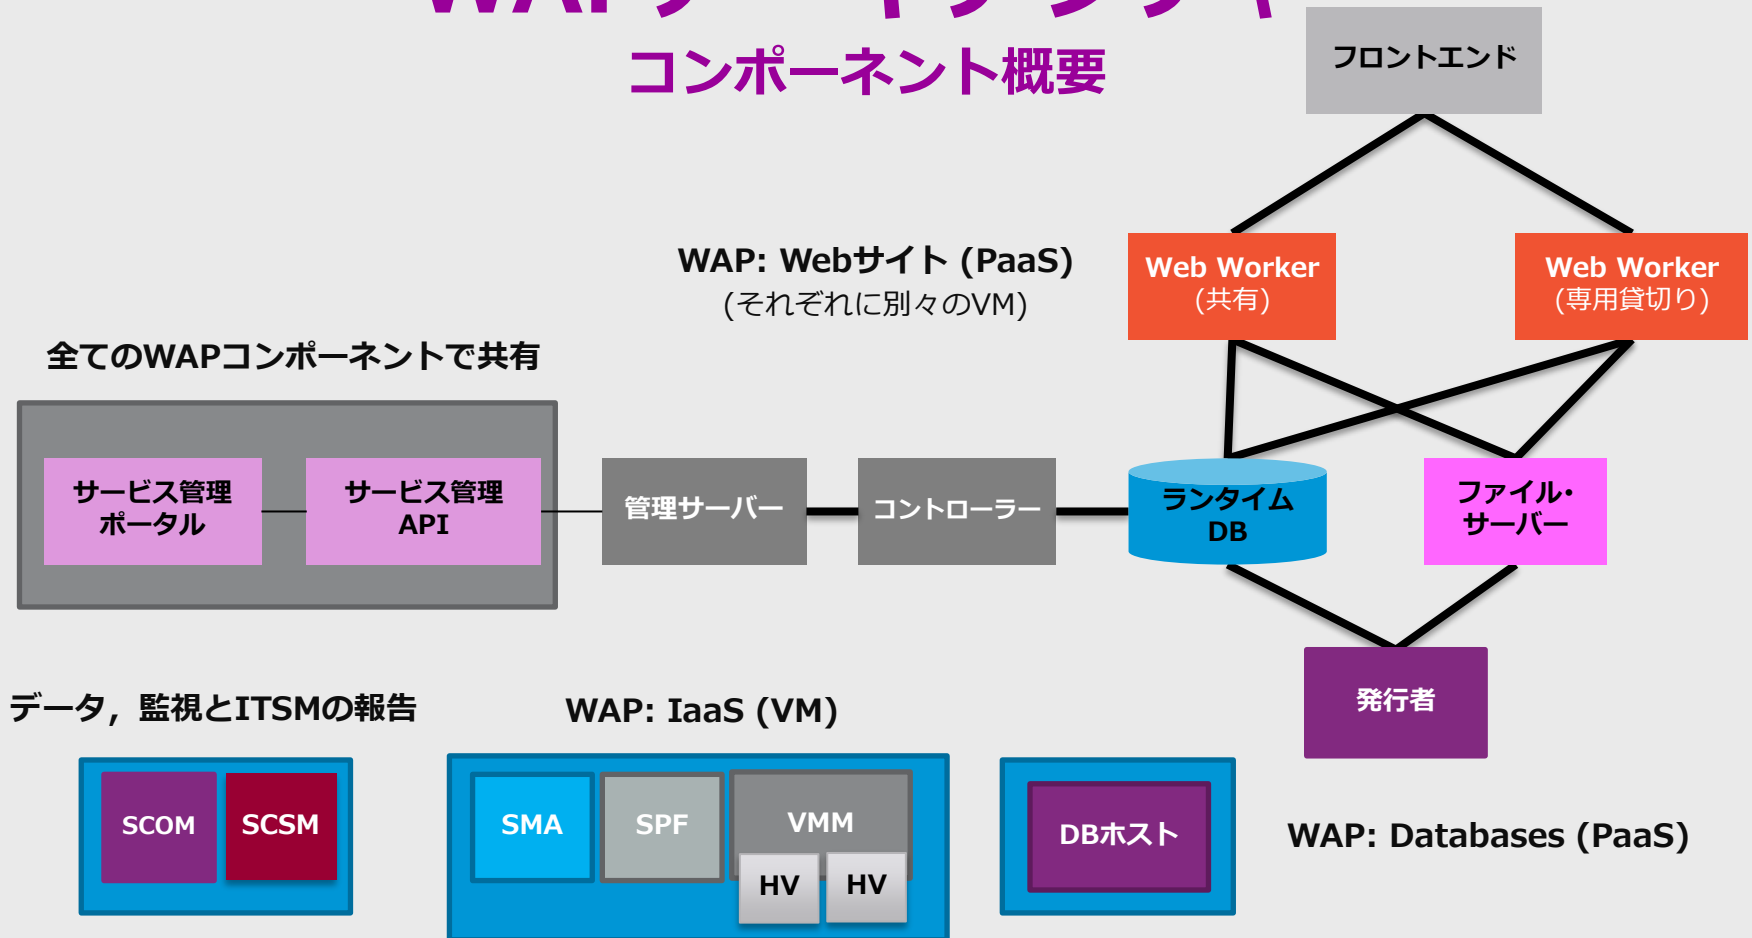 コンポーネント概要
フロントエンド
WAP: Webサイト (PaaS)
(それぞれに別々のVM)
Web Worker
(共有)
Web Worker
(専用貸切り)
全てのWAPコンポーネントで共有
サービス管理
ポータル
サービス管理
API
管理サーバー
コントローラー
ランタイム
DB
ファイル・
サーバー
発行者
データ, 監視とITSMの報告
WAP: IaaS (VM)
SCOM
SCSM
SMA
SPF
VMM
HV
HV
DBホスト
WAP: Databases (PaaS)